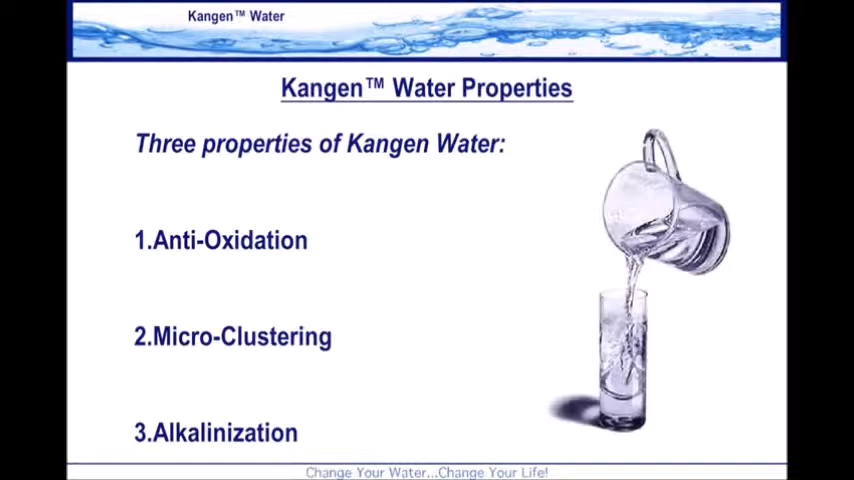 Kangen™ Water
Kangen™ Water Properties
Three properties of Kangen Water:
1.Anti-Oxidation
2.Micro-Clustering
3.Alkalinization
Change Your Water...Change Your Life!